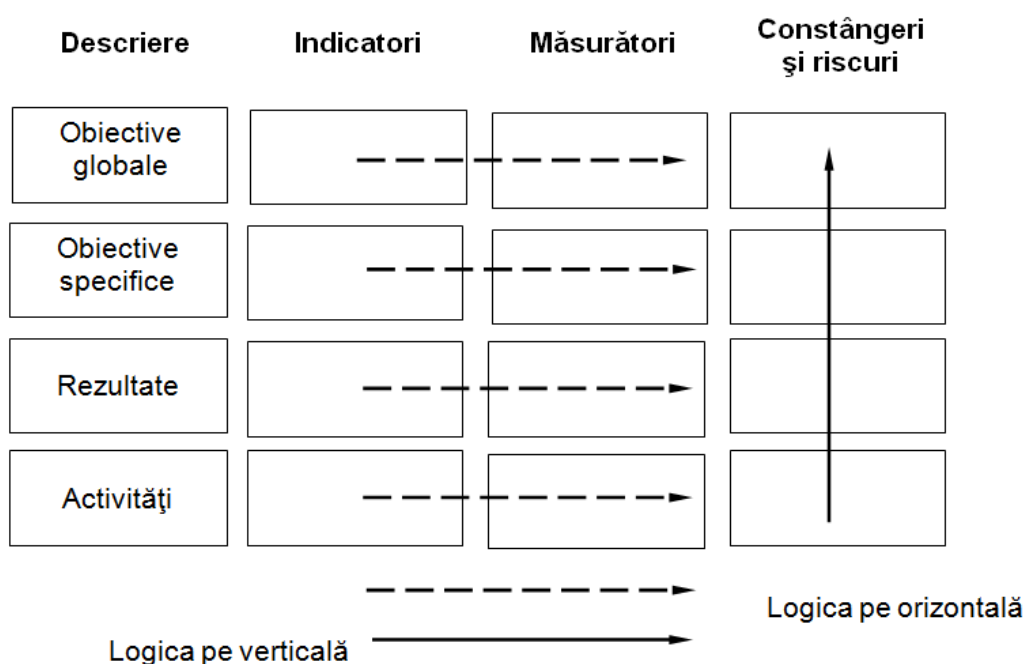 Descriere
Indicatori
Măsurători
Constângeri
şi riscuri
Obiective
globale
Obiective
specifice
Rezultate
Activităţi
Logica pe orizontală
Logica pe verticală